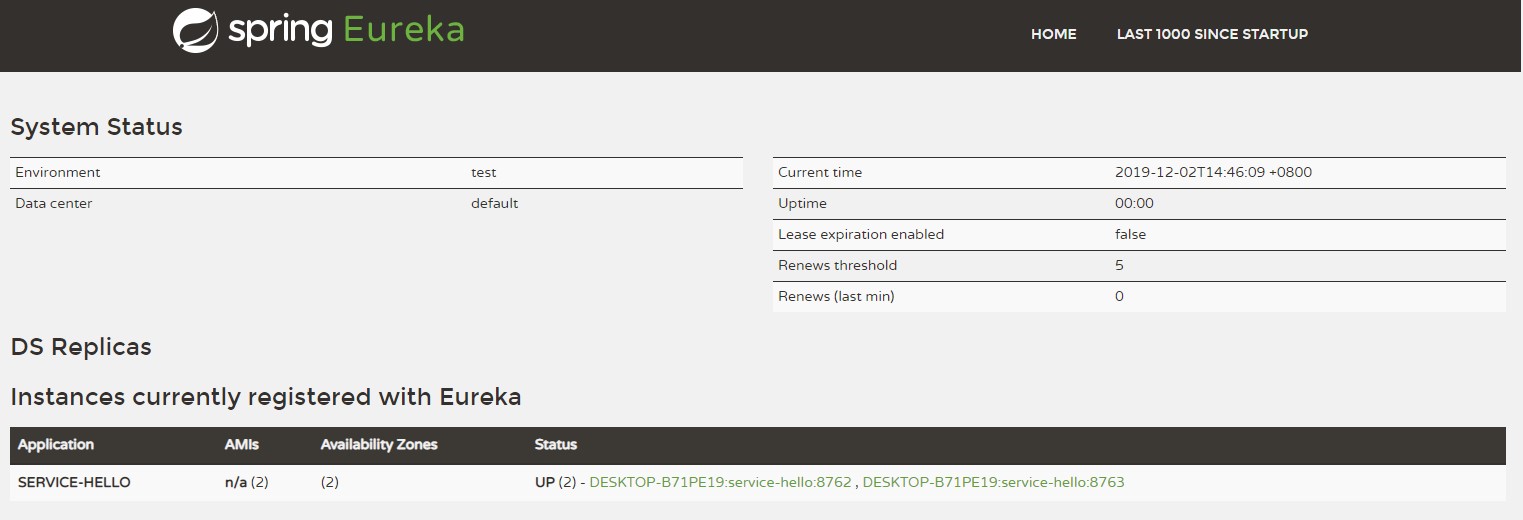 spring Eureka
HOME LAST 1000 SINCE STARTUP
System Status
Environment test
Data center default
Current time 2019-12-02T14:46:09 +0800
Uptime 00:00
Lease expiration enabled false
Renews threshold 5
Renews (last min) 0
DS Replicas
Instances currently registered with Eureka
Application AMIs Availability Zones Status
SERVICE-HELLO n/a (2) (2) UP (2) - DESKTOP-B71PE19:service-hello:8762 , DESKTOP-B71PE19:service-hello:8763